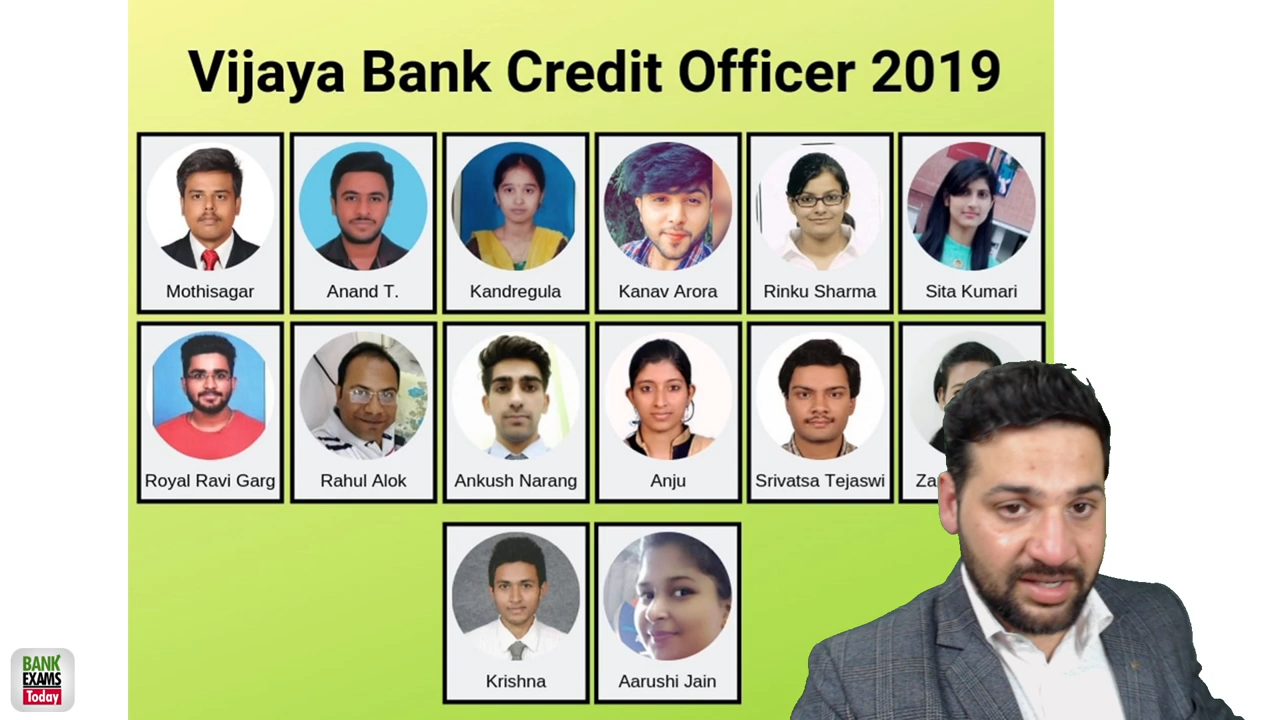 Vijaya Bank Credit Officer 2019
Mothisagar
Anand T.
Kandregula
Kanav Arora
Rinku Sharma
Sita Kumari
Royal Ravi Garg
Rahul Alok
Ankush Narang
Anju
Srivatsa Tejaswi
Krishna
Aarushi Jain
BANK
EXAMS
Today